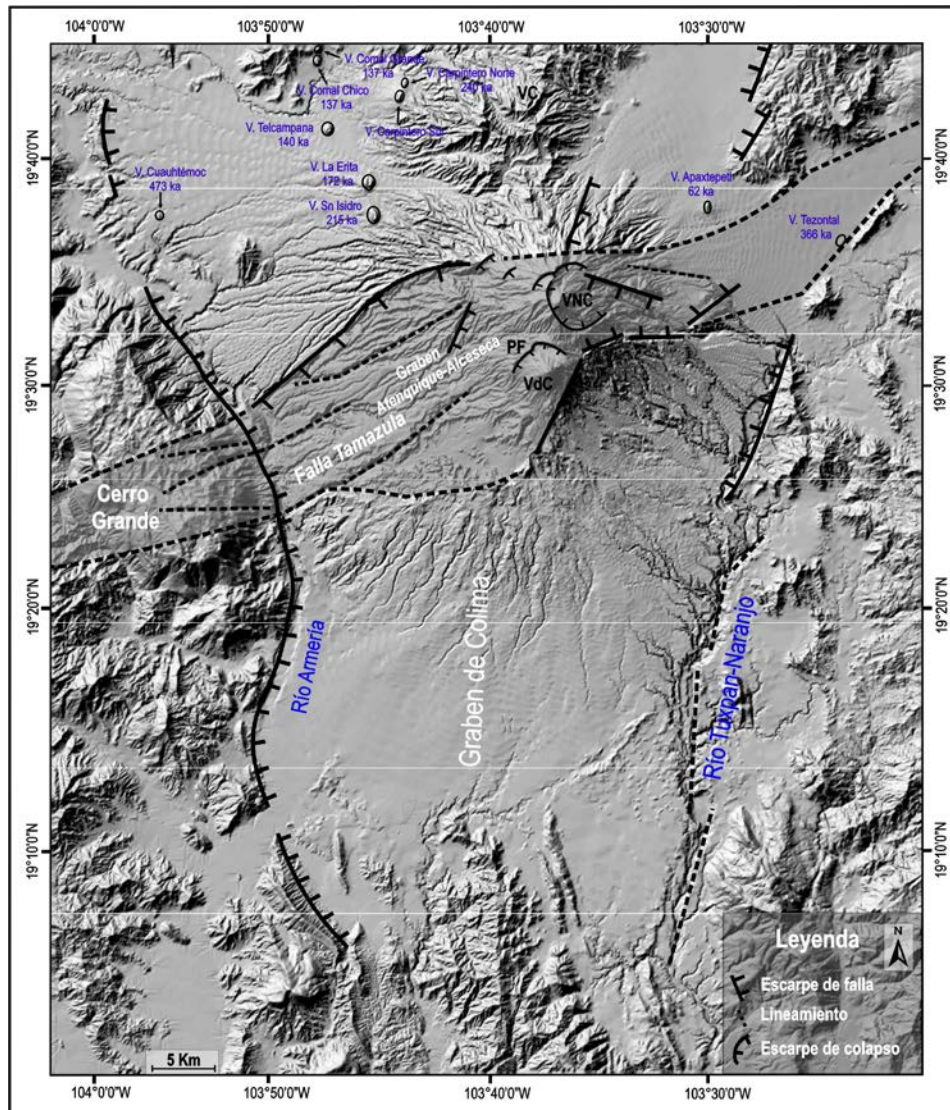 104°0'0"W
103°50'0"W
103°40'0"W
103°30'0"W
V. Comal Grande
137 ka
V. Carpintero Norte
240 ka
VC
V. Comal Chico
137 ka
V. Telcampana
140 ka
V. Carpintero Sur
19°40'0"N
19°40'0"N
V. La Erita
172 ka
V. Cuauhtémoc
473 ka
V. Apaxtepetl
62 ka
V. Sn Isidro
215 ka
V. Tezontal
366 ka
VNC
PF
VdC
Graben
Atenquique-Alceseca
19°30'0"N
19°30'0"N
Falla Tamazula
Cerro
Grande
19°20'0"N
19°20'0"N
Río Armería
Graben de Colima
Río Tuxpan-Naranjo
19°10'0"N
19°10'0"N
Leyenda
N
Escarpe de falla
Lineamiento
Escarpe de colapso
5 Km
104°0'0"W
103°50'0"W
103°40'0"W
103°30'0"W